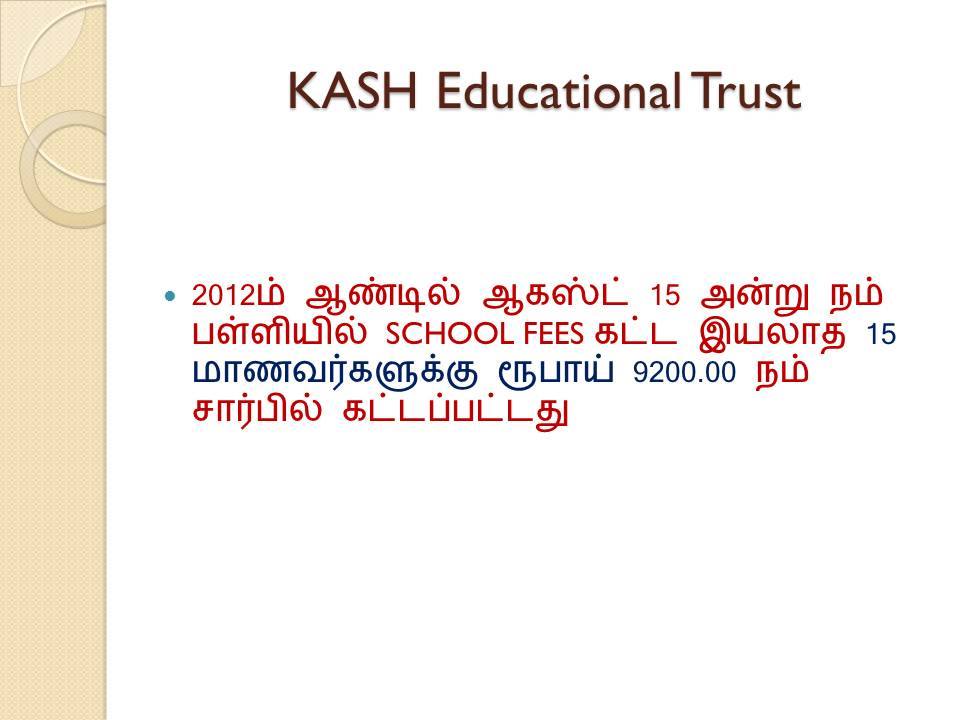 KASH Educational Trust
2012ம் ஆண்டில் ஆகஸ்ட் 15 அன்று நம்
பள்ளியில் SCHOOL FEES கட்ட இயலாத 15
மாணவர்களுக்கு ரூபாய் 9200.00 நம்
சார்பில் கட்டப்பட்டது